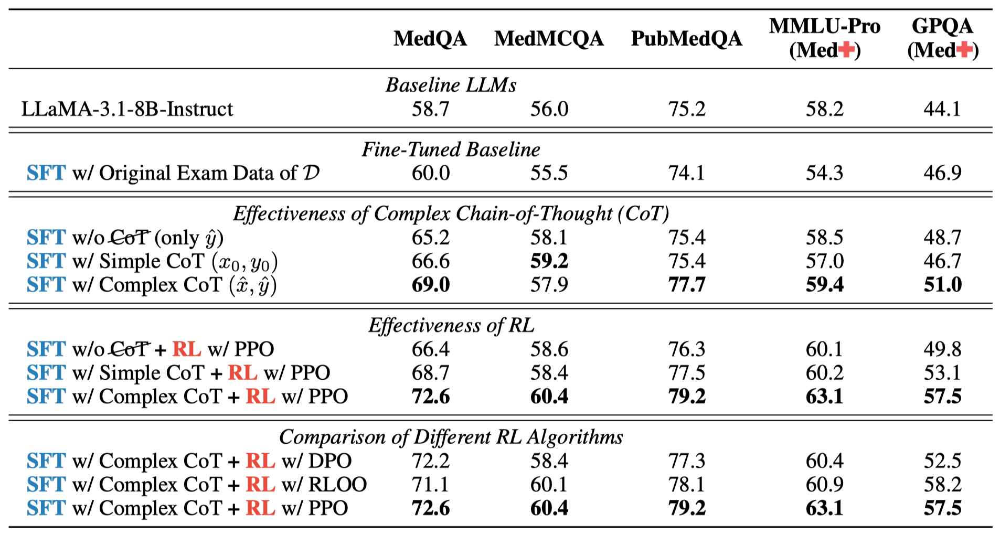 MedQA MedMCQA PubMedQA MMLU-Pro (Med✚) GPQA (Med✚)
Baseline LLMs
LLaMA-3.1-8B-Instruct 58.7 56.0 75.2 58.2 44.1
Fine-Tuned Baseline
SFT w/ Original Exam Data of 𝒟 60.0 55.5 74.1 54.3 46.9
Effectiveness of Complex Chain-of-Thought (CoT)
SFT w/o CoT (only ŷ) 65.2 58.1 75.4 58.5 48.7
SFT w/ Simple CoT (x₀, y₀) 66.6 59.2 75.4 57.0 46.7
SFT w/ Complex CoT (x̂, ŷ) 69.0 57.9 77.7 59.4 51.0
Effectiveness of RL
SFT w/o CoT + RL w/ PPO 66.4 58.6 76.3 60.1 49.8
SFT w/ Simple CoT + RL w/ PPO 68.7 58.4 77.5 60.2 53.1
SFT w/ Complex CoT + RL w/ PPO 72.6 60.4 79.2 63.1 57.5
Comparison of Different RL Algorithms
SFT w/ Complex CoT + RL w/ DPO 72.2 58.4 77.3 60.4 52.5
SFT w/ Complex CoT + RL w/ RLOO 71.1 60.1 78.1 60.9 58.2
SFT w/ Complex CoT + RL w/ PPO 72.6 60.4 79.2 63.1 57.5